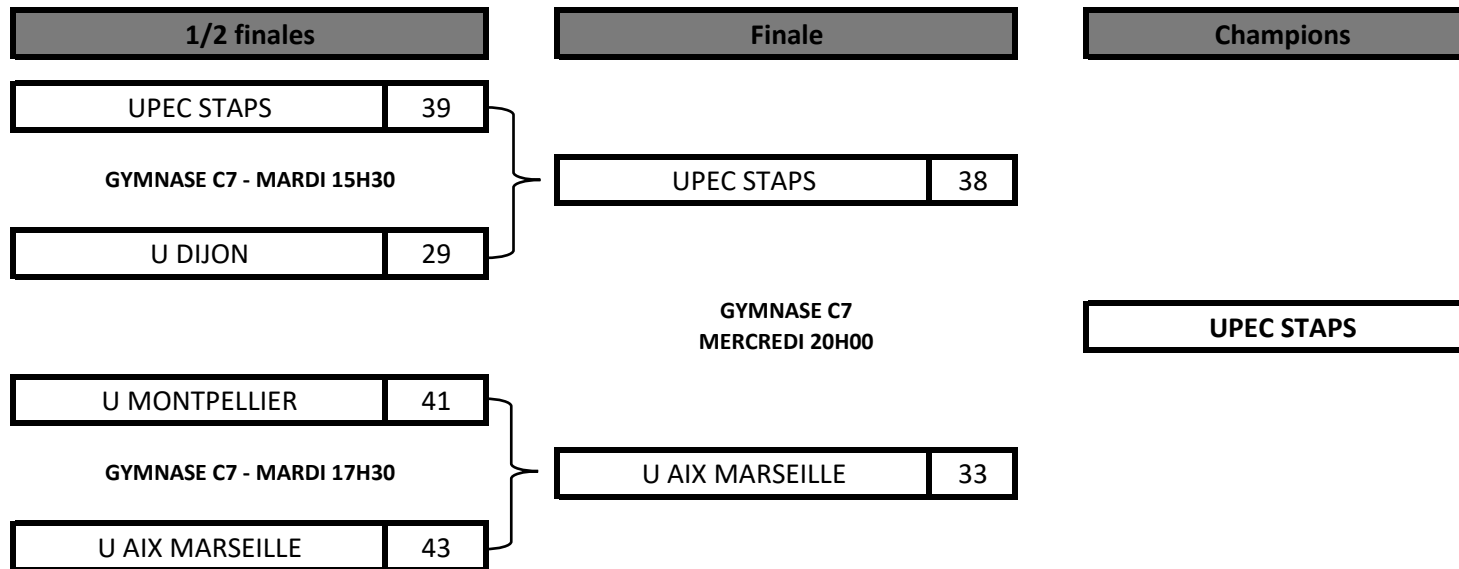 1/2 finales
Finale
Champions
UPEC STAPS 39
GYMNASE C7 - MARDI 15H30
UPEC STAPS 38
U DIJON 29
GYMNASE C7
MERCREDI 20H00
UPEC STAPS
U MONTPELLIER 41
GYMNASE C7 - MARDI 17H30
U AIX MARSEILLE 33
U AIX MARSEILLE 43